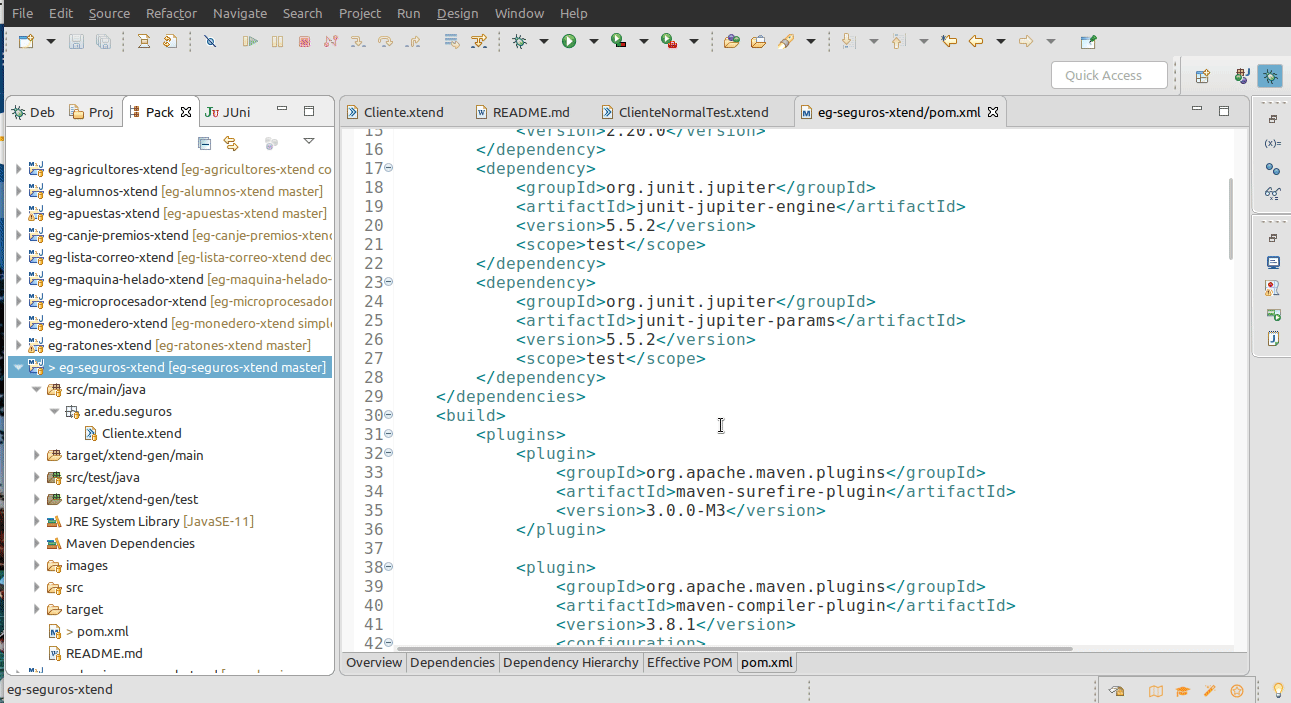 File Edit Source Refactor Navigate Search Project Run Design Window Help
Quick Access
Deb Proj Pack JUni
Cliente.xtend README.md ClienteNormalTest.xtend eg-seguros-xtend/pom.xml
eg-agricultores-xtend [eg-agricultores-xtend co
eg-alumnos-xtend [eg-alumnos-xtend master]
eg-apuestas-xtend [eg-apuestas-xtend master]
eg-canje-premios-xtend [eg-canje-premios-xtend
eg-lista-correo-xtend [eg-lista-correo-xtend dec
eg-maquina-helado-xtend [eg-maquina-helado-
eg-microprocesador-xtend [eg-microprocesador
eg-monedero-xtend [eg-monedero-xtend simple
eg-ratones-xtend [eg-ratones-xtend master]
> eg-seguros-xtend [eg-seguros-xtend master]
src/main/java
ar.edu.seguros
Cliente.xtend
target/xtend-gen/main
src/test/java
target/xtend-gen/test
JRE System Library [JavaSE-11]
Maven Dependencies
images
src
target
> pom.xml
README.md
15 <version>2.20.0</version>
16 </dependency>
17 <dependency>
18 <groupId>org.junit.jupiter</groupId>
19 <artifactId>junit-jupiter-engine</artifactId>
20 <version>5.5.2</version>
21 <scope>test</scope>
22 </dependency>
23 <dependency>
24 <groupId>org.junit.jupiter</groupId>
25 <artifactId>junit-jupiter-params</artifactId>
26 <version>5.5.2</version>
27 <scope>test</scope>
28 </dependency>
29 </dependencies>
30 <build>
31 <plugins>
32 <plugin>
33 <groupId>org.apache.maven.plugins</groupId>
34 <artifactId>maven-surefire-plugin</artifactId>
35 <version>3.0.0-M3</version>
36 </plugin>
37
38 <plugin>
39 <groupId>org.apache.maven.plugins</groupId>
40 <artifactId>maven-compiler-plugin</artifactId>
41 <version>3.8.1</version>
42 <configuration>
Overview Dependencies Dependency Hierarchy Effective POM pom.xml
eg-seguros-xtend